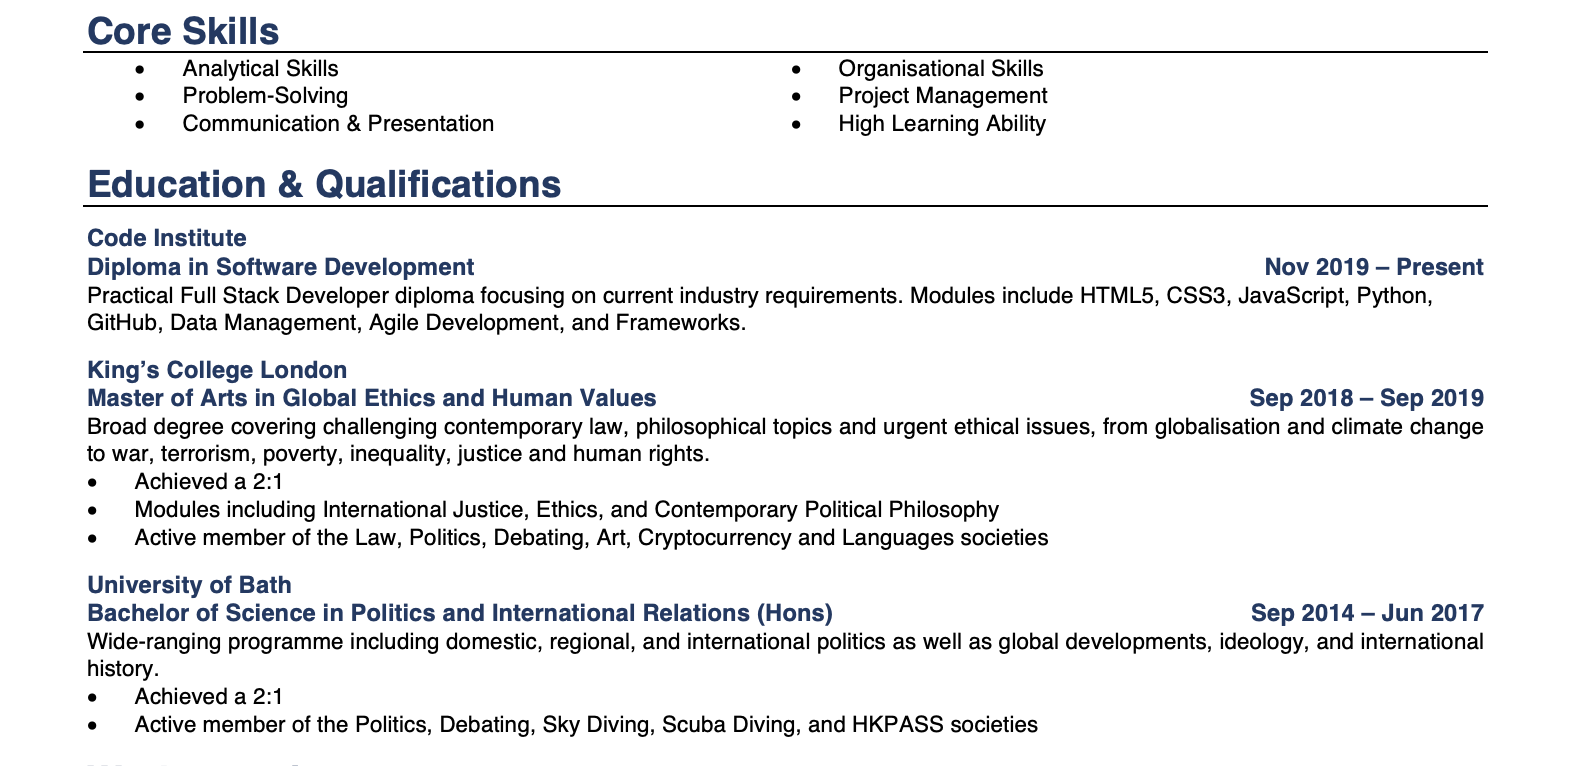 Core Skills
• Analytical Skills
• Problem-Solving
• Communication & Presentation
• Organisational Skills
• Project Management
• High Learning Ability
Education & Qualifications
Code Institute
Diploma in Software Development Nov 2019 – Present
Practical Full Stack Developer diploma focusing on current industry requirements. Modules include HTML5, CSS3, JavaScript, Python,
GitHub, Data Management, Agile Development, and Frameworks.
King’s College London
Master of Arts in Global Ethics and Human Values Sep 2018 – Sep 2019
Broad degree covering challenging contemporary law, philosophical topics and urgent ethical issues, from globalisation and climate change
to war, terrorism, poverty, inequality, justice and human rights.
• Achieved a 2:1
• Modules including International Justice, Ethics, and Contemporary Political Philosophy
• Active member of the Law, Politics, Debating, Art, Cryptocurrency and Languages societies
University of Bath
Bachelor of Science in Politics and International Relations (Hons) Sep 2014 – Jun 2017
Wide-ranging programme including domestic, regional, and international politics as well as global developments, ideology, and international
history.
• Achieved a 2:1
• Active member of the Politics, Debating, Sky Diving, Scuba Diving, and HKPASS societies